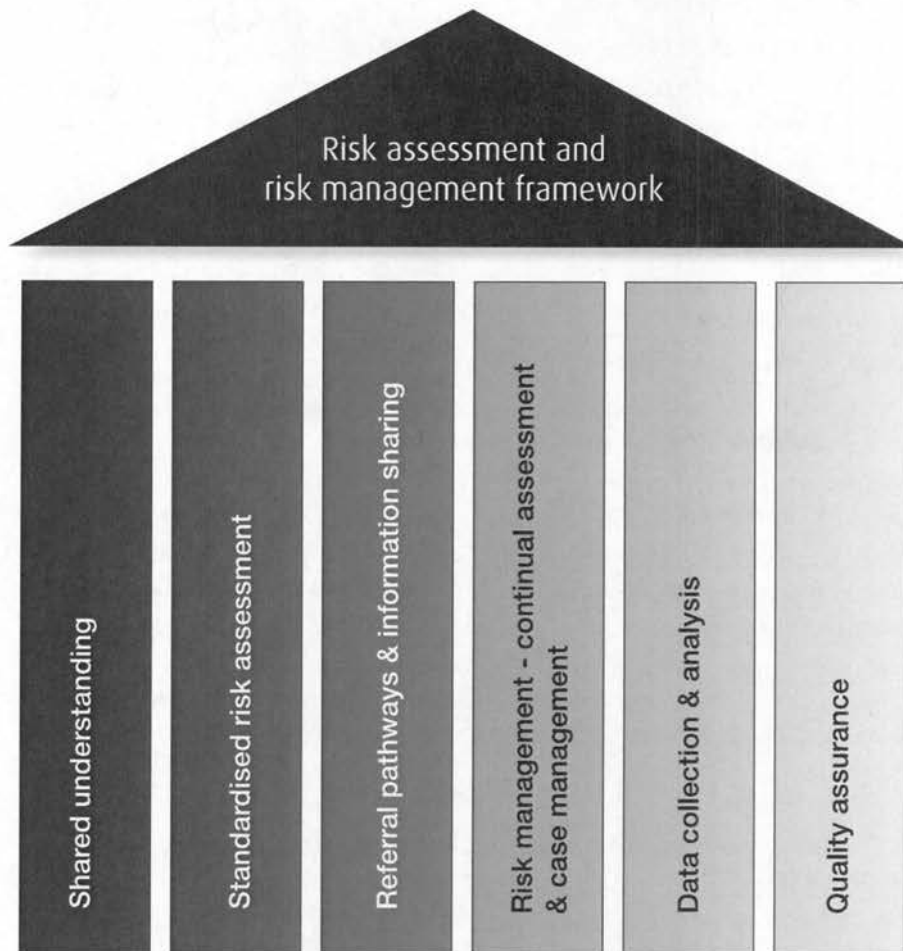 Risk assessment and
risk management framework
Shared understanding
Standardised risk assessment
Referral pathways & information sharing
Risk management - continual assessment
& case management
Data collection & analysis
Quality assurance